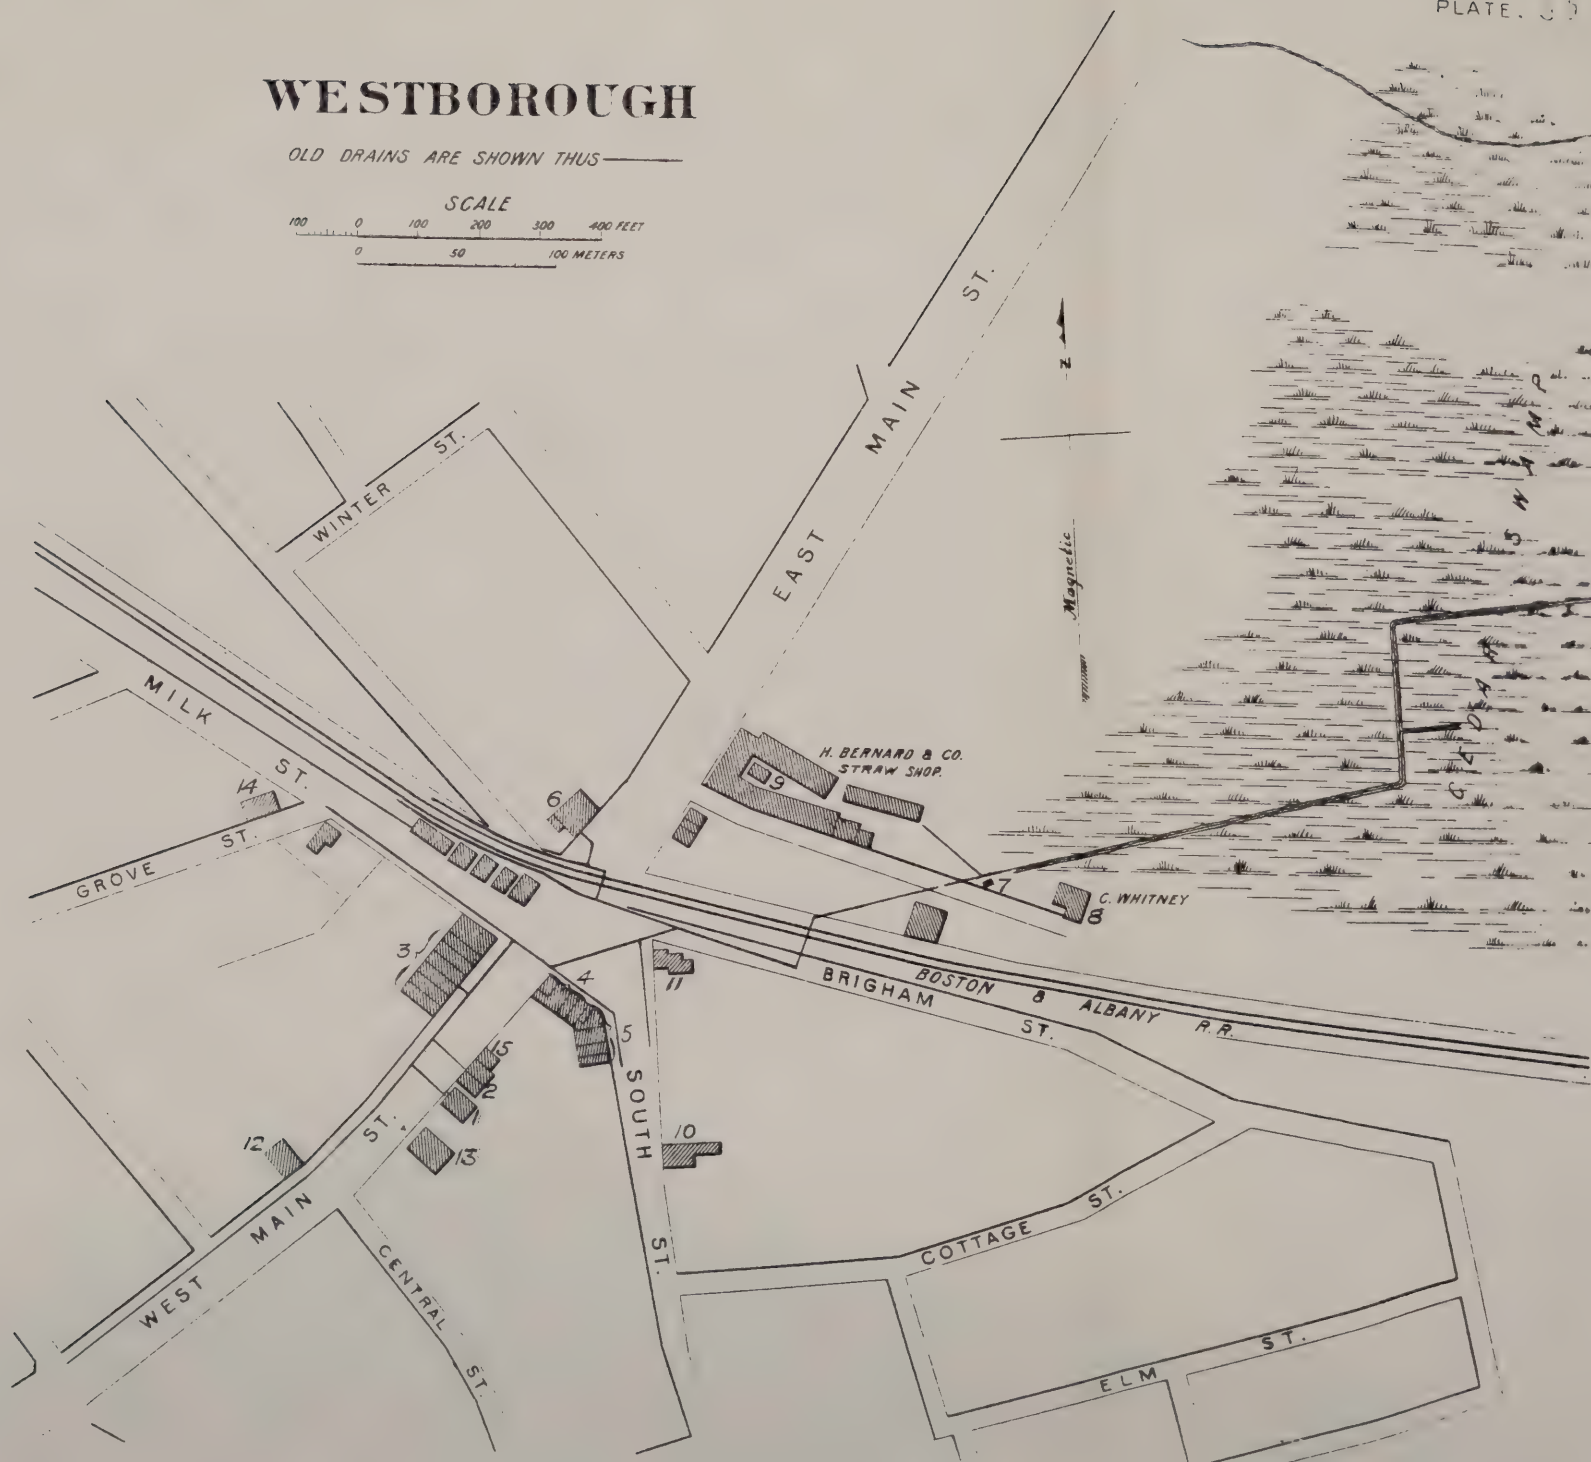 PLATE.
WESTBOROUGH
OLD DRAINS ARE SHOWN THUS
SCALE
100 0 100 200 300 400 FEET
0 50 100 METERS
EAST MAIN ST.
N
Magnetic
CEDAR SWAMP
WINTER ST.
MILK ST.
GROVE ST.
14
6
H. BERNARD & CO.
STRAW SHOP.
9
7
C. WHITNEY
8
3
4
5
11
BRIGHAM ST.
BOSTON & ALBANY R.R.
15
2
1
12
13
10
SOUTH ST.
WEST MAIN ST.
CENTRAL ST.
COTTAGE ST.
ELM ST.